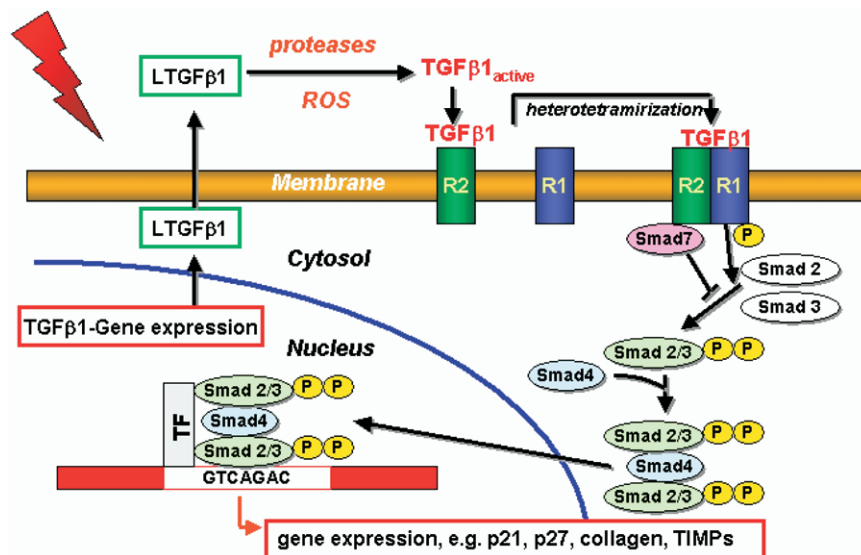 proteases
LTGFβ1
ROS
TGFβ1active
heterotetramirization
TGFβ1
TGFβ1
Membrane
R2
R1
R2
R1
LTGFβ1
Smad7
P
Cytosol
Smad 2
Smad 3
TGFβ1-Gene expression
Nucleus
Smad 2/3 P P
Smad4
Smad 2/3 P P
Smad4
Smad 2/3 P P
TF
Smad 2/3 P P
Smad4
Smad 2/3 P P
GTCAGAC
gene expression, e.g. p21, p27, collagen, TIMPs